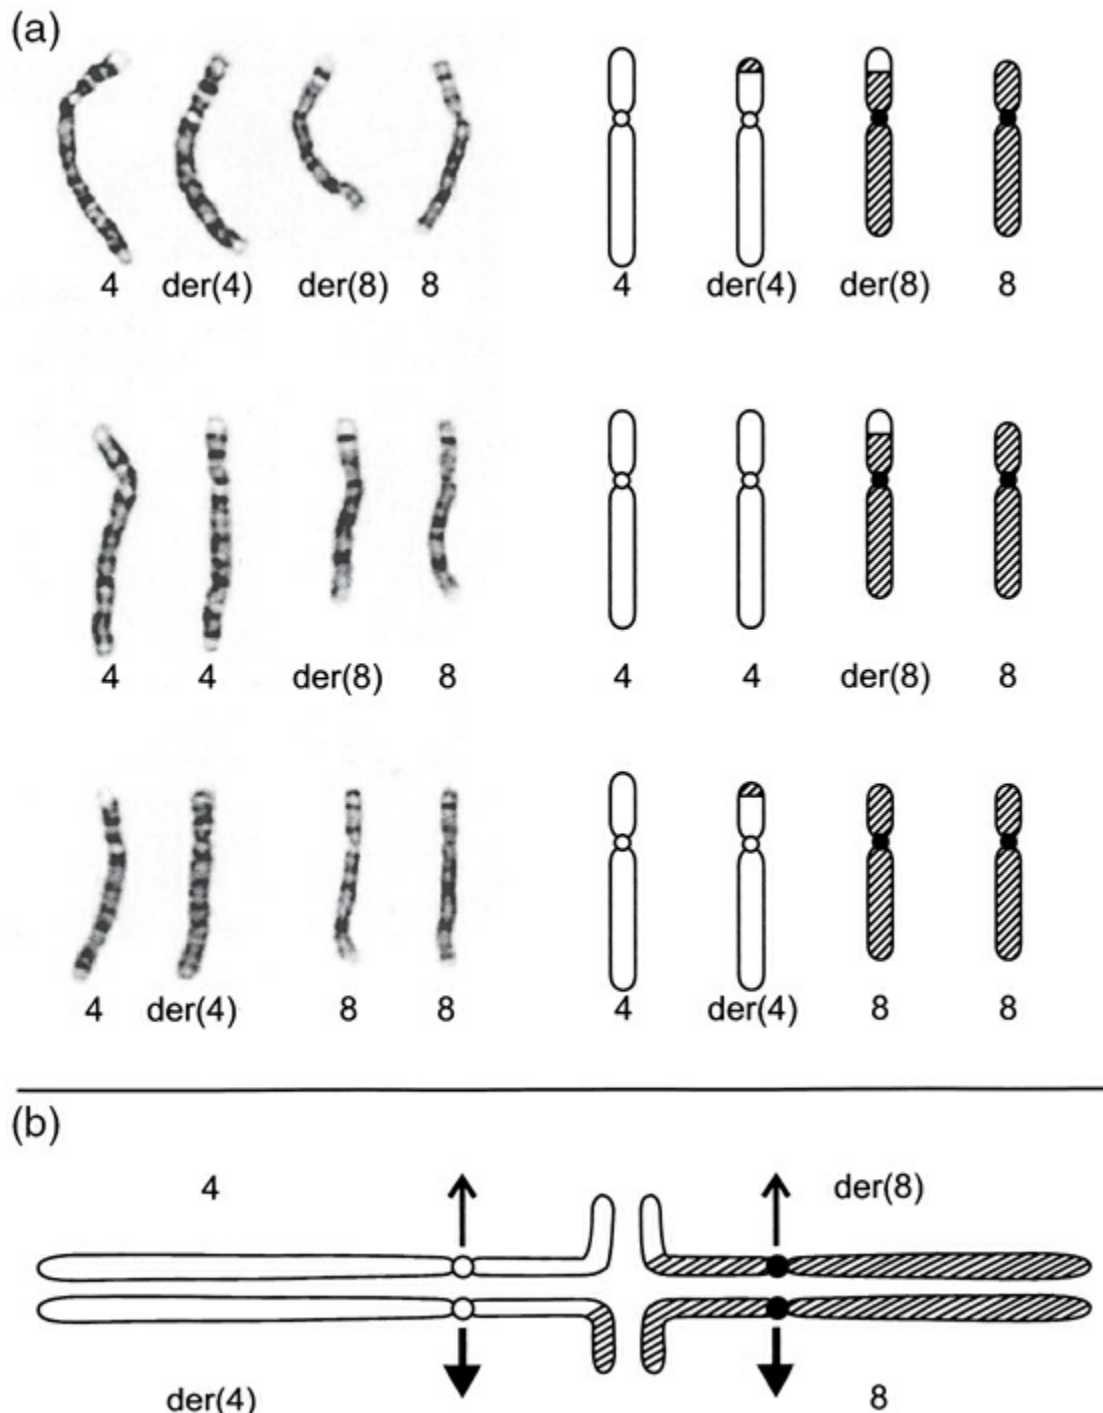 (a)
4 der(4) der(8) 8 4 der(4) der(8) 8
4 4 der(8) 8 4 4 der(8) 8
4 der(4) 8 8 4 der(4) 8 8
(b)
4 der(8)
der(4) 8